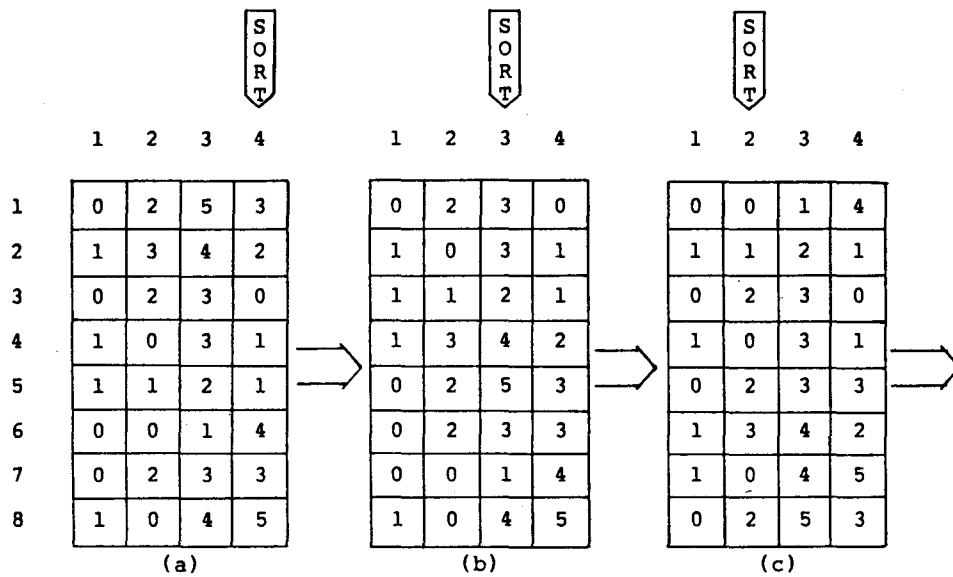 SORT SORT SORT
1 2 3 4 1 2 3 4 1 2 3 4
1 0 2 5 3 0 2 3 0 0 0 1 4
2 1 3 4 2 1 0 3 1 1 1 2 1
3 0 2 3 0 1 1 2 1 0 2 3 0
4 1 0 3 1 1 3 4 2 1 0 3 1
5 1 1 2 1 0 2 5 3 0 2 3 3
6 0 0 1 4 0 2 3 3 1 3 4 2
7 0 2 3 3 0 0 1 4 1 0 4 5
8 1 0 4 5 1 0 4 5 0 2 5 3
(a) (b) (c)